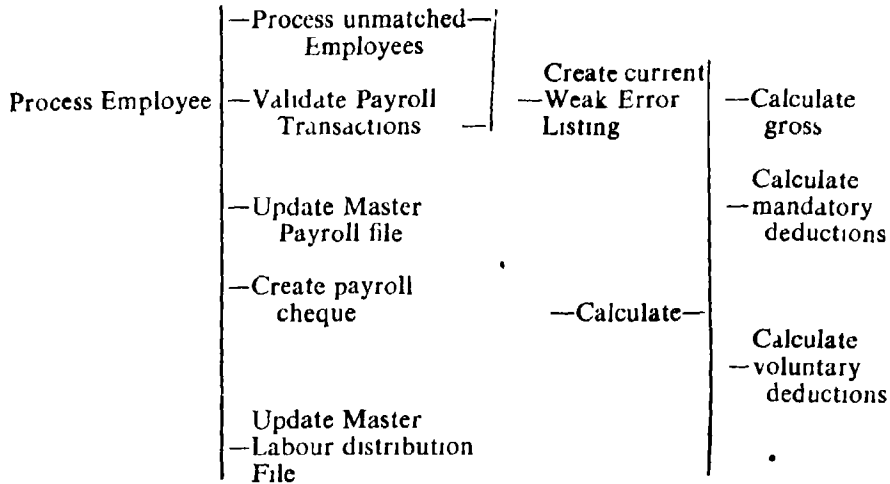 Process Employee
—Process unmatched—
Employees
—Validate Payroll
Transactions —
—Update Master
Payroll file
—Create payroll
cheque
Update Master
—Labour distribution
File
Create current
—Weak Error
Listing
—Calculate—
—Calculate
gross
Calculate
—mandatory
deductions
Calculate
—voluntary
deductions